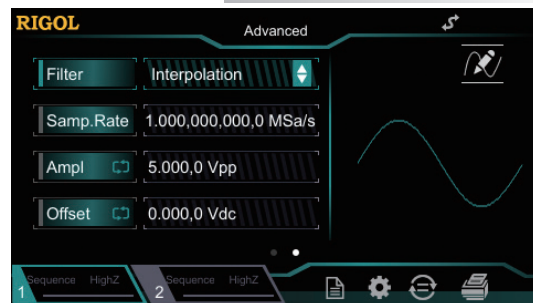 RIGOL
Advanced
Filter Interpolation
Samp.Rate 1.000,000,000,0 MSa/s
Ampl 5.000,0 Vpp
Offset 0.000,0 Vdc
1 Sequence HighZ 2 Sequence HighZ